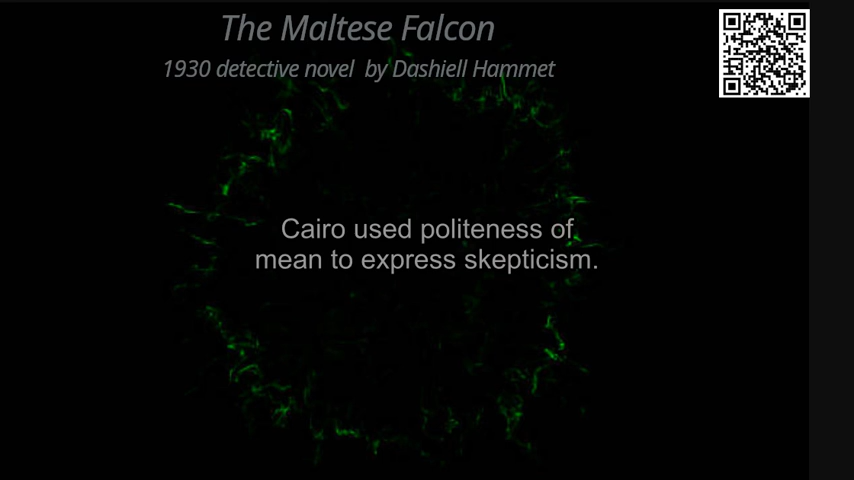 The Maltese Falcon
1930 detective novel by Dashiell Hammet
Cairo used politeness of
mean to express skepticism.